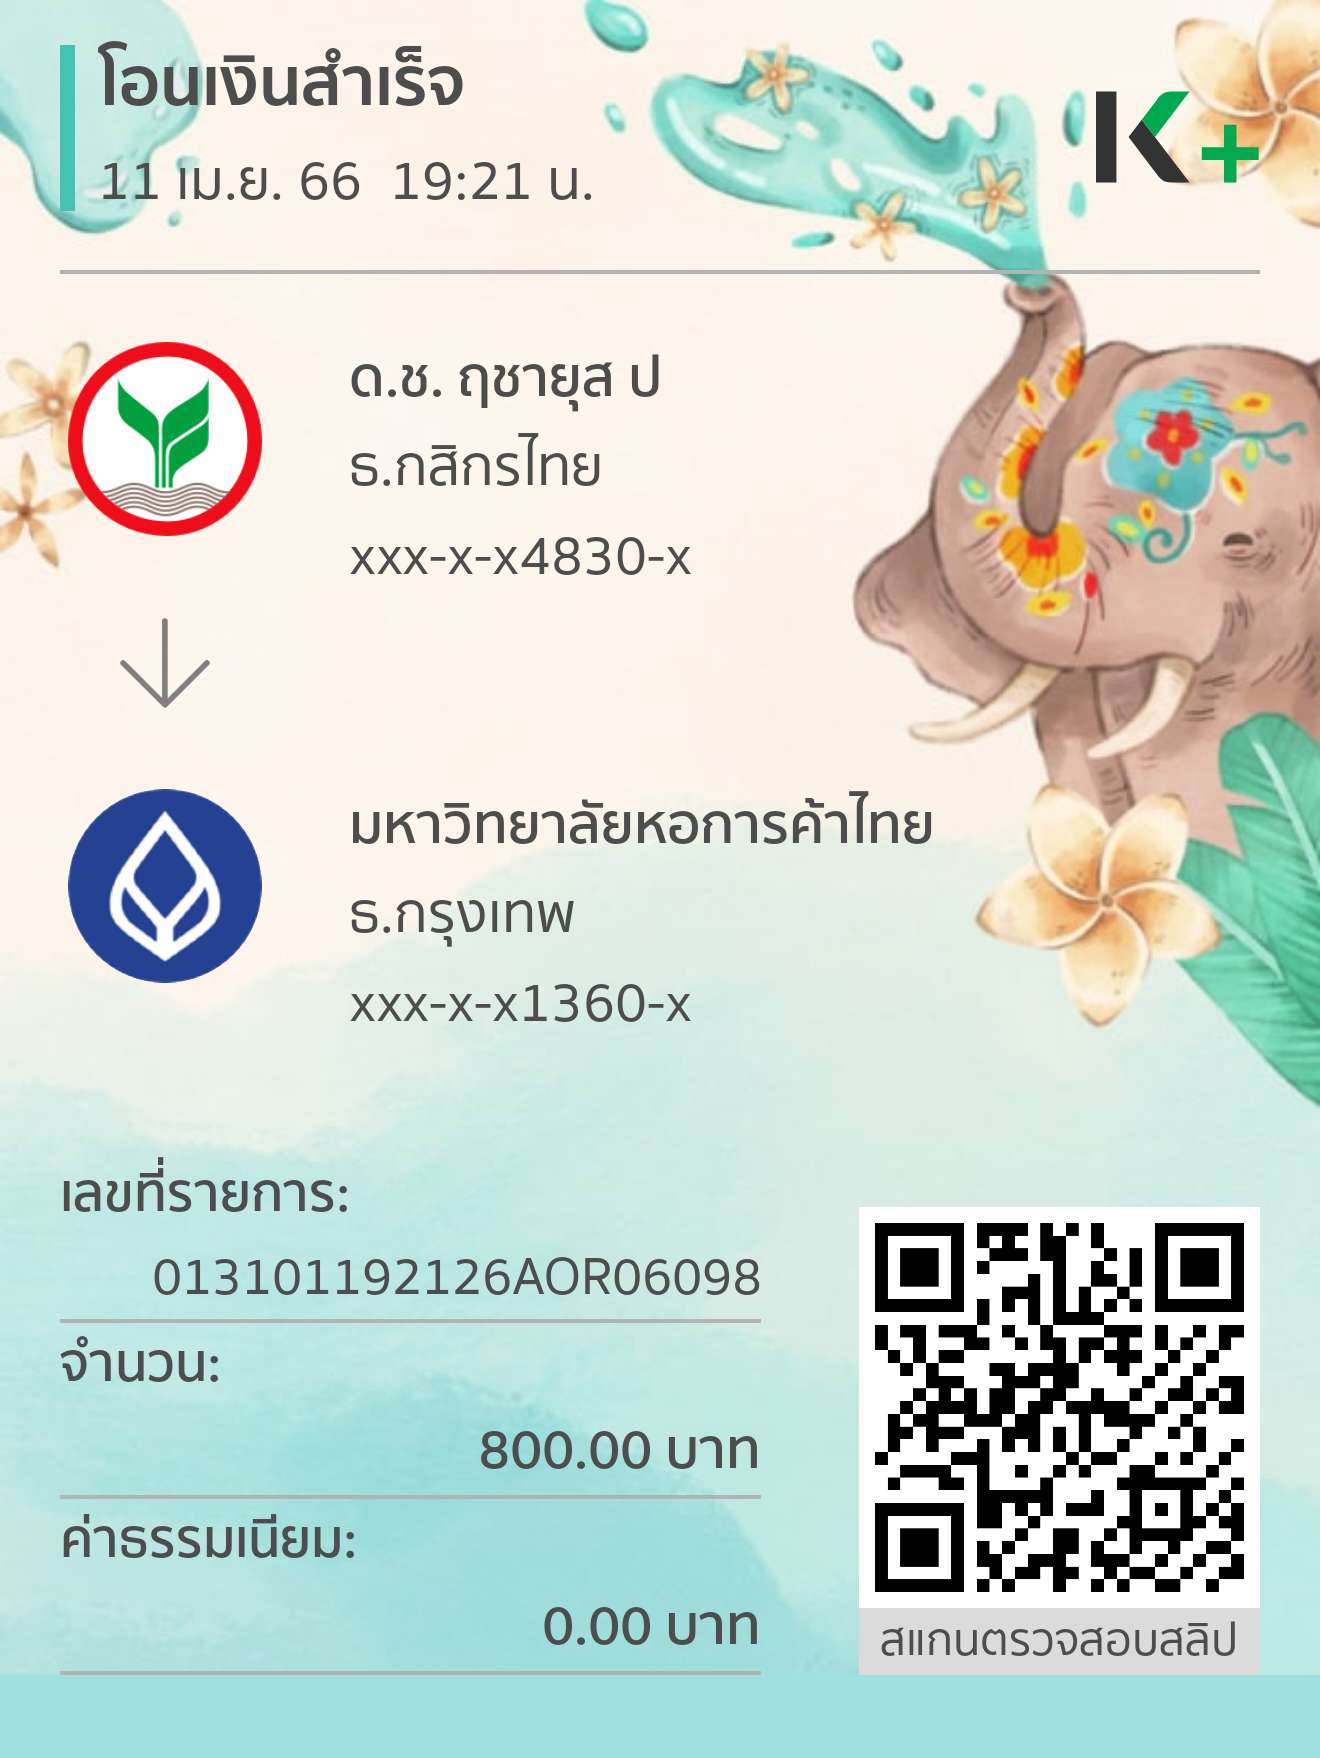 โอนเงินสำเร็จ
11 เม.ย. 66  19:21 น.
K+
ด.ช. ฤชายุส ป
ธ.กสิกรไทย
xxx-x-x4830-x
มหาวิทยาลัยหอการค้าไทย
ธ.กรุงเทพ
xxx-x-x1360-x
เลขที่รายการ:
013101192126AOR06098
จำนวน:
800.00 บาท
ค่าธรรมเนียม:
0.00 บาท
สแกนตรวจสอบสลิป